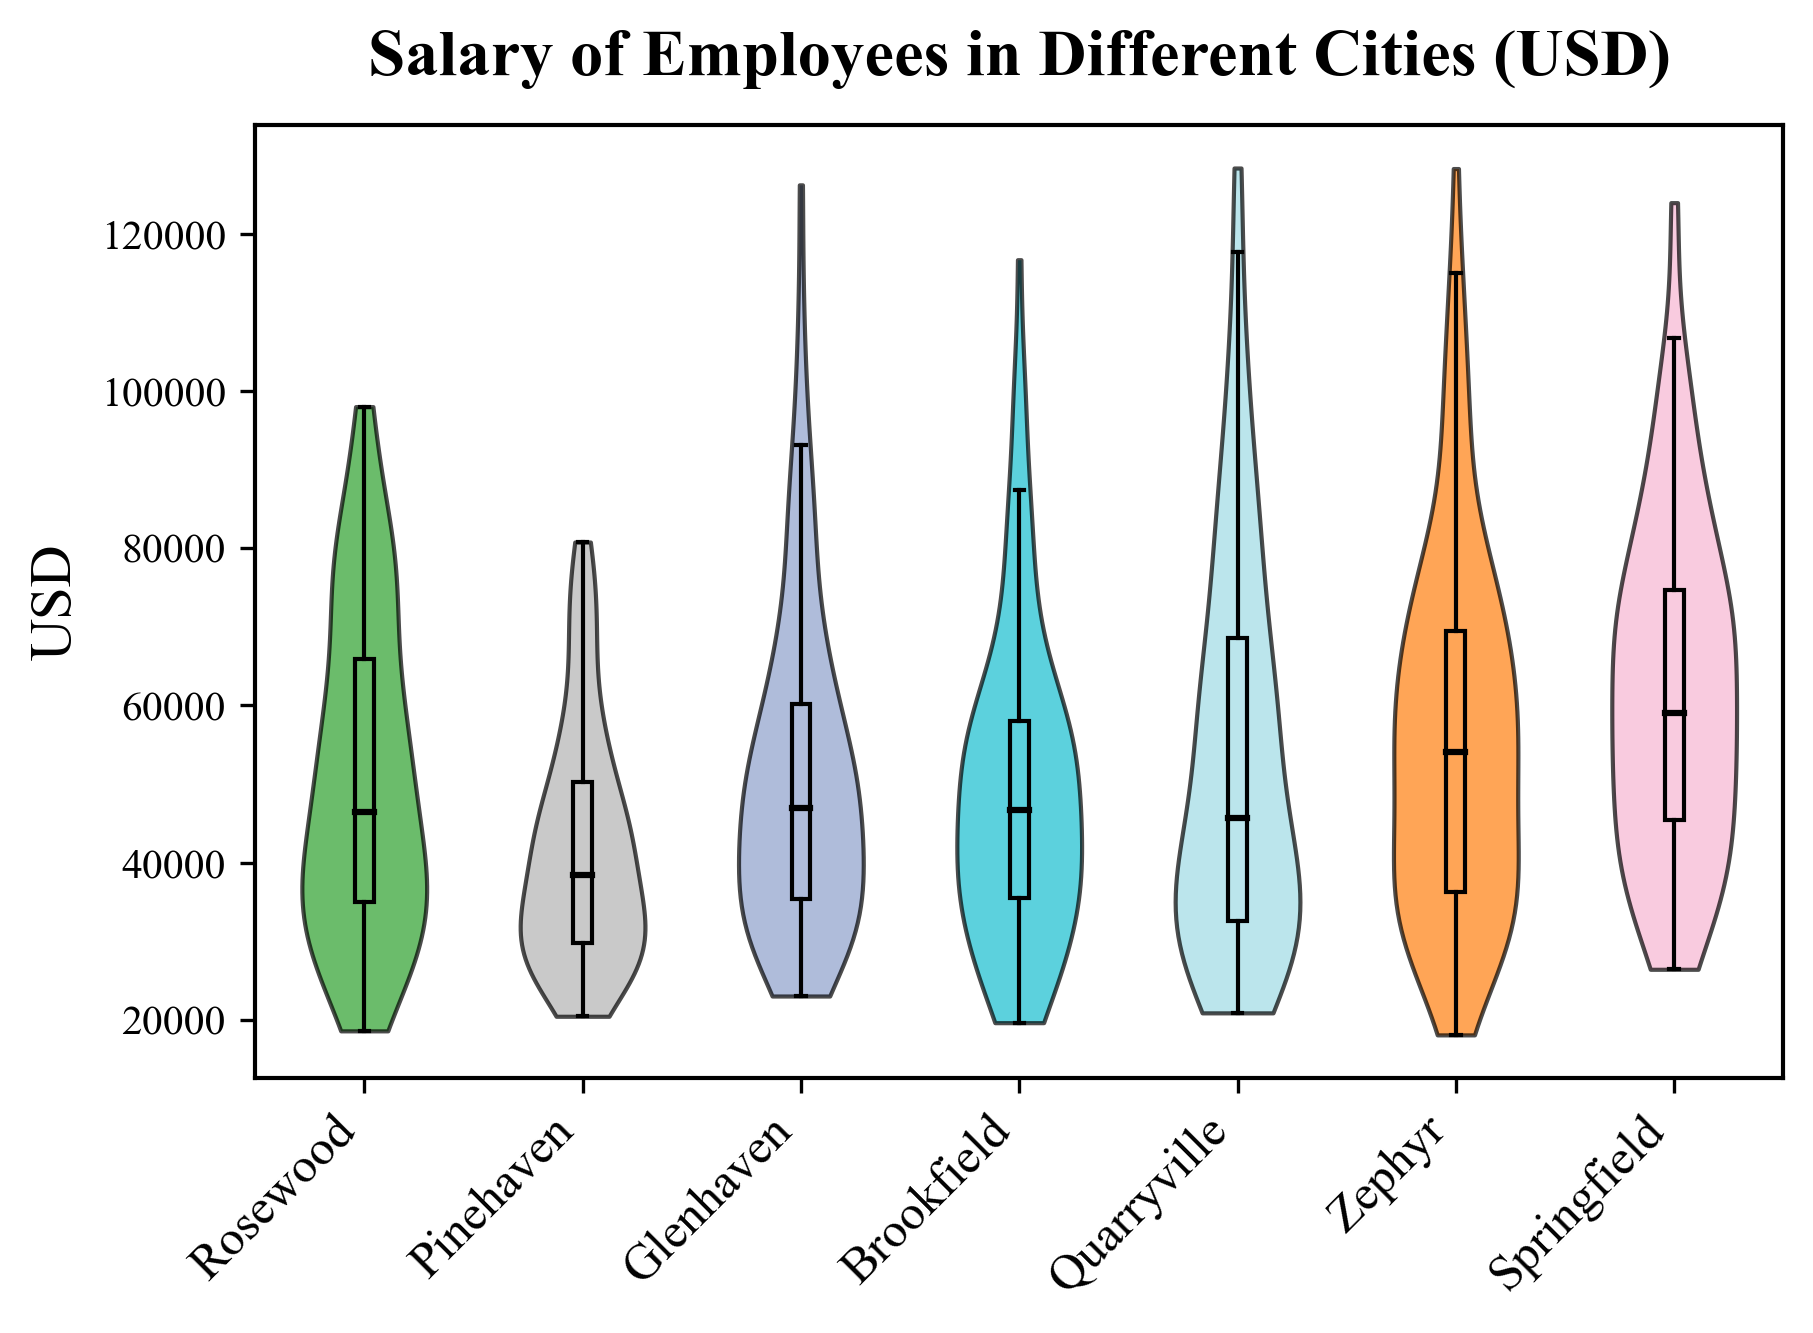 Salary of Employees in Different Cities (USD)
USD
120000
100000
80000
60000
40000
20000
Rosewood
Pinehaven
Glenhaven
Brookfield
Quarryville
Zephyr
Springfield